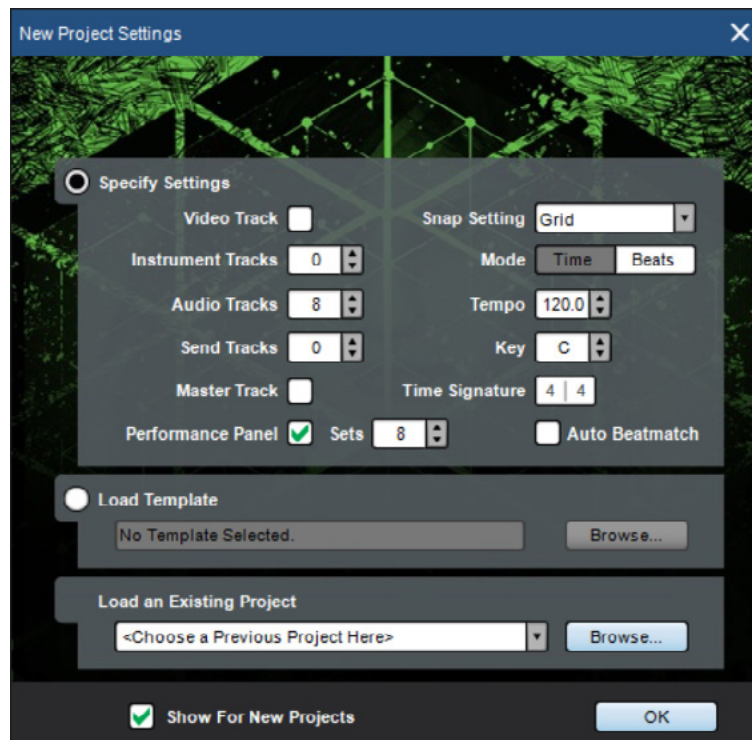 New Project Settings
Specify Settings
Video Track Snap Setting Grid
Instrument Tracks 0 Mode Time Beats
Audio Tracks 8 Tempo 120.0
Send Tracks 0 Key C
Master Track Time Signature 4 | 4
Performance Panel Sets 8 Auto Beatmatch
Load Template
No Template Selected. Browse...
Load an Existing Project
<Choose a Previous Project Here> Browse...
Show For New Projects OK